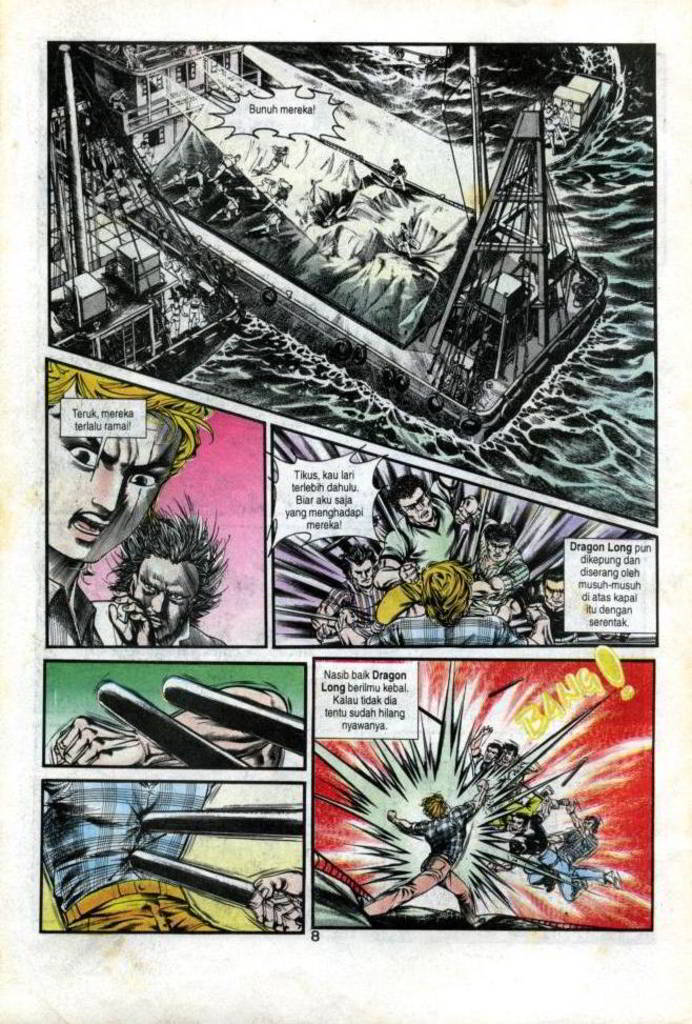 Bunuh mereka!
Teruk, mereka
terlalu ramai!
Tikus, kau lari
terlebih dahulu.
Biar aku saja
yang menghadapi
mereka!
Dragon Long pun
dikepung dan
diserang oleh
musuh-musuh
di atas kapal
itu dengan
serentak.
Nasib baik Dragon
Long berilmu kebal.
Kalau tidak dia
tentu sudah hilang
nyawanya.
BANG!
8